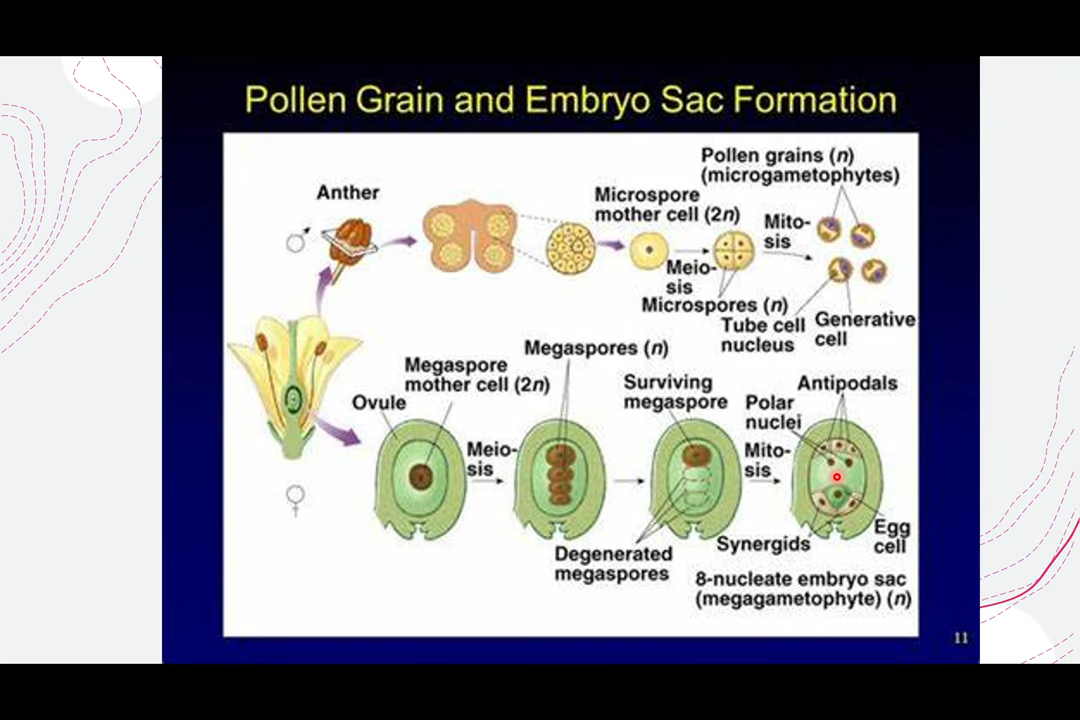 Pollen Grain and Embryo Sac Formation
Pollen grains (n)
(microgametophytes)
Anther
Microspore
mother cell (2n)
Mito-
sis
Meio-
sis
Microspores (n)
Tube cell
nucleus
Generative
cell
Megaspores (n)
Megaspore
mother cell (2n)
Ovule
Surviving
megaspore
Antipodals
Polar
nuclei
Meio-
sis
Mito-
sis
Egg
cell
Synergids
Degenerated
megaspores
8-nucleate embryo sac
(megagametophyte) (n)
11